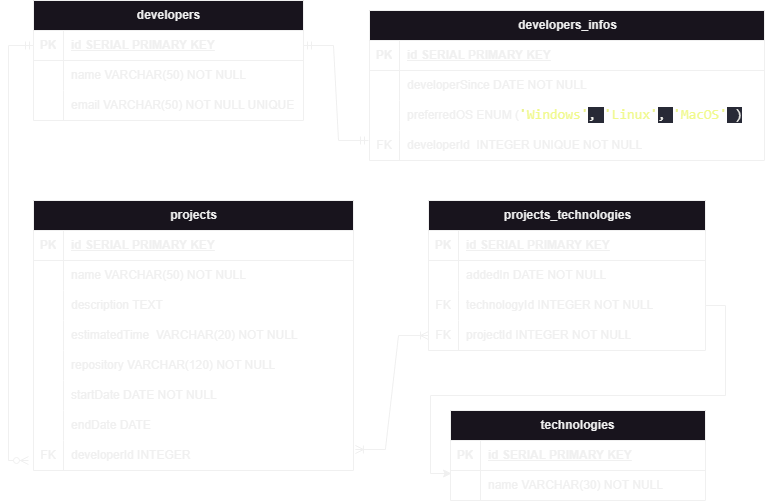 developers
PK id SERIAL PRIMARY KEY
name VARCHAR(50) NOT NULL
email VARCHAR(50) NOT NULL UNIQUE
developers_infos
PK id SERIAL PRIMARY KEY
developerSince DATE NOT NULL
preferredOS ENUM ('Windows', 'Linux', 'MacOS' )
FK developerId INTEGER UNIQUE NOT NULL
projects
PK id SERIAL PRIMARY KEY
name VARCHAR(50) NOT NULL
description TEXT
estimatedTime VARCHAR(20) NOT NULL
repository VARCHAR(120) NOT NULL
startDate DATE NOT NULL
endDate DATE
FK developerId INTEGER
projects_technologies
PK id SERIAL PRIMARY KEY
addedIn DATE NOT NULL
FK technologyId INTEGER NOT NULL
FK projectId INTEGER NOT NULL
technologies
PK id SERIAL PRIMARY KEY
name VARCHAR(30) NOT NULL